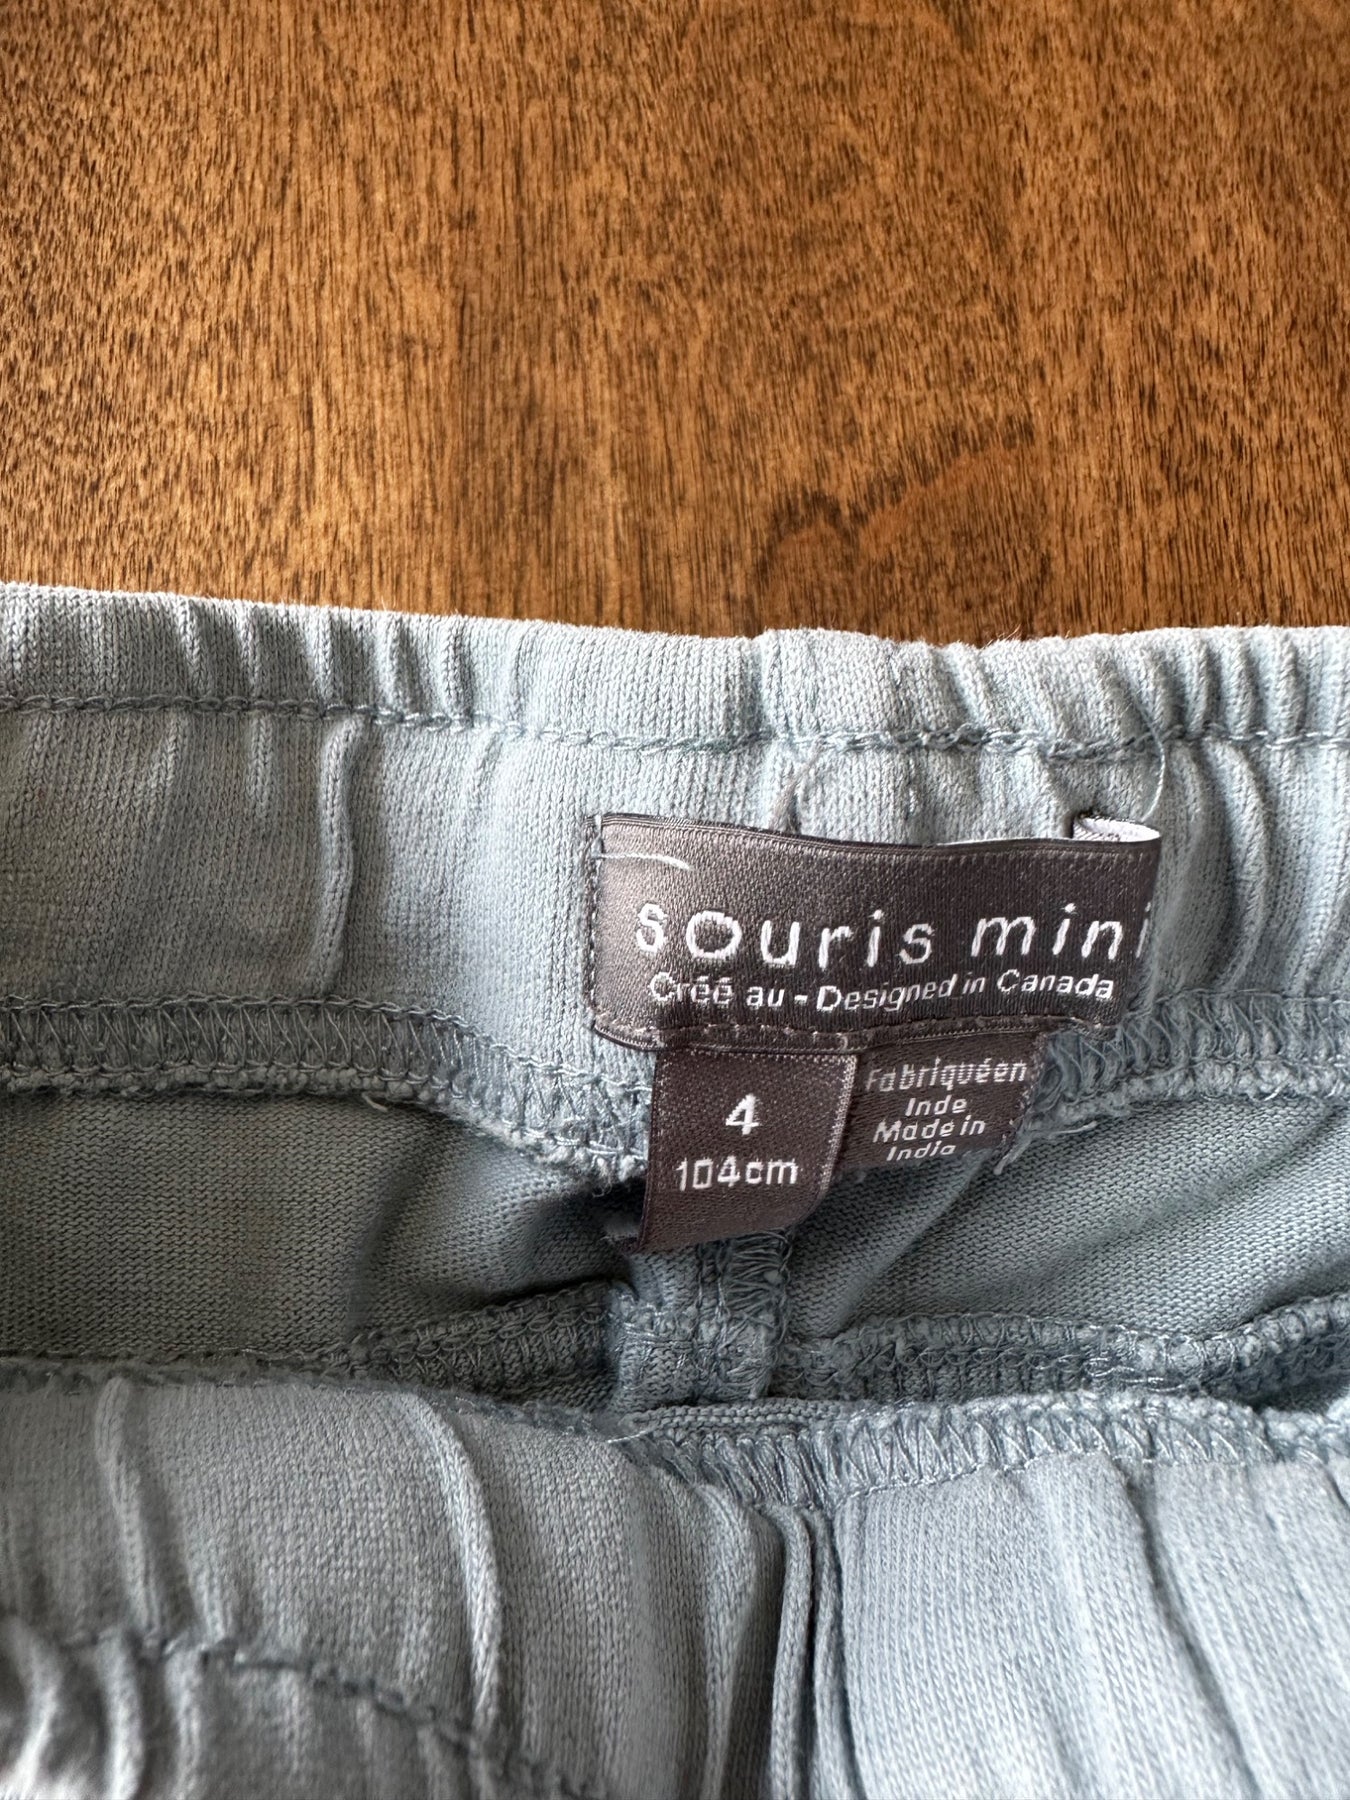 souris mini
Créé au - Designed in Canada
4
104cm
Fabriquéen
Inde
Made in
India